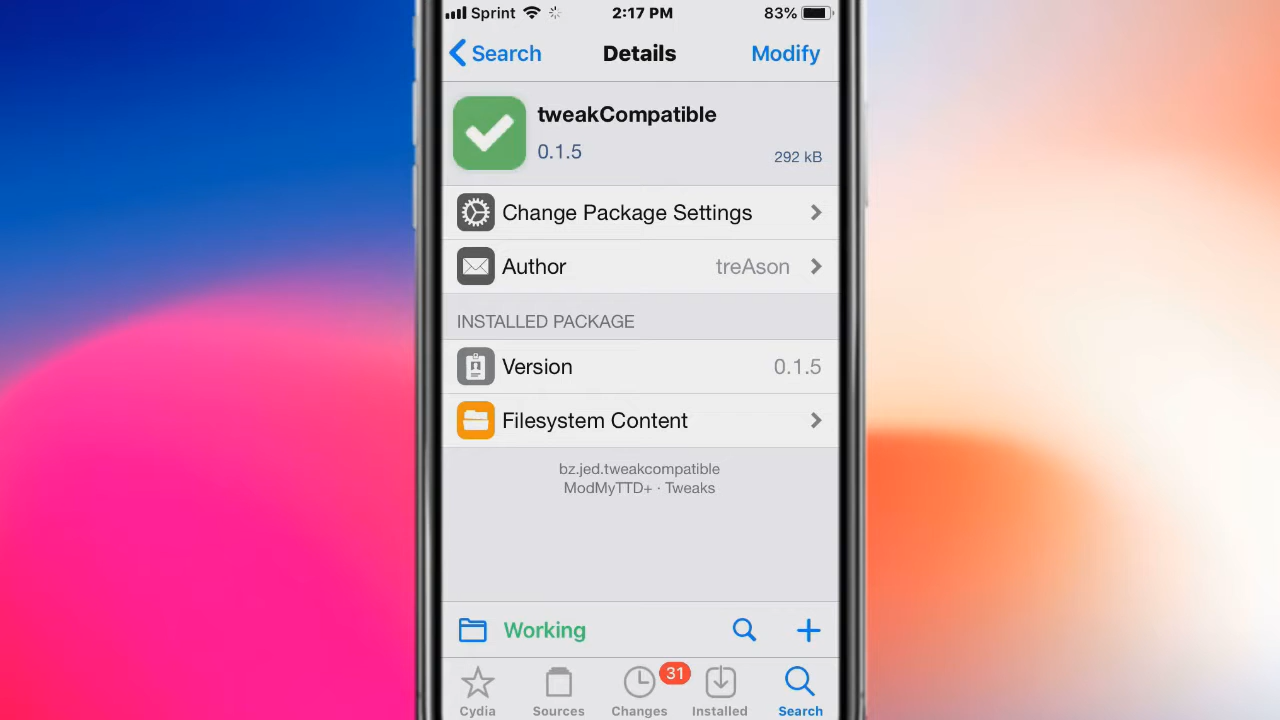 Sprint 2:17 PM 83%
Search Details Modify
tweakCompatible
0.1.5 292 kB
Change Package Settings
Author treAson
INSTALLED PACKAGE
Version 0.1.5
Filesystem Content
bz.jed.tweakcompatible
ModMyTTD+ · Tweaks
Working
31
Cydia Sources Changes Installed Search